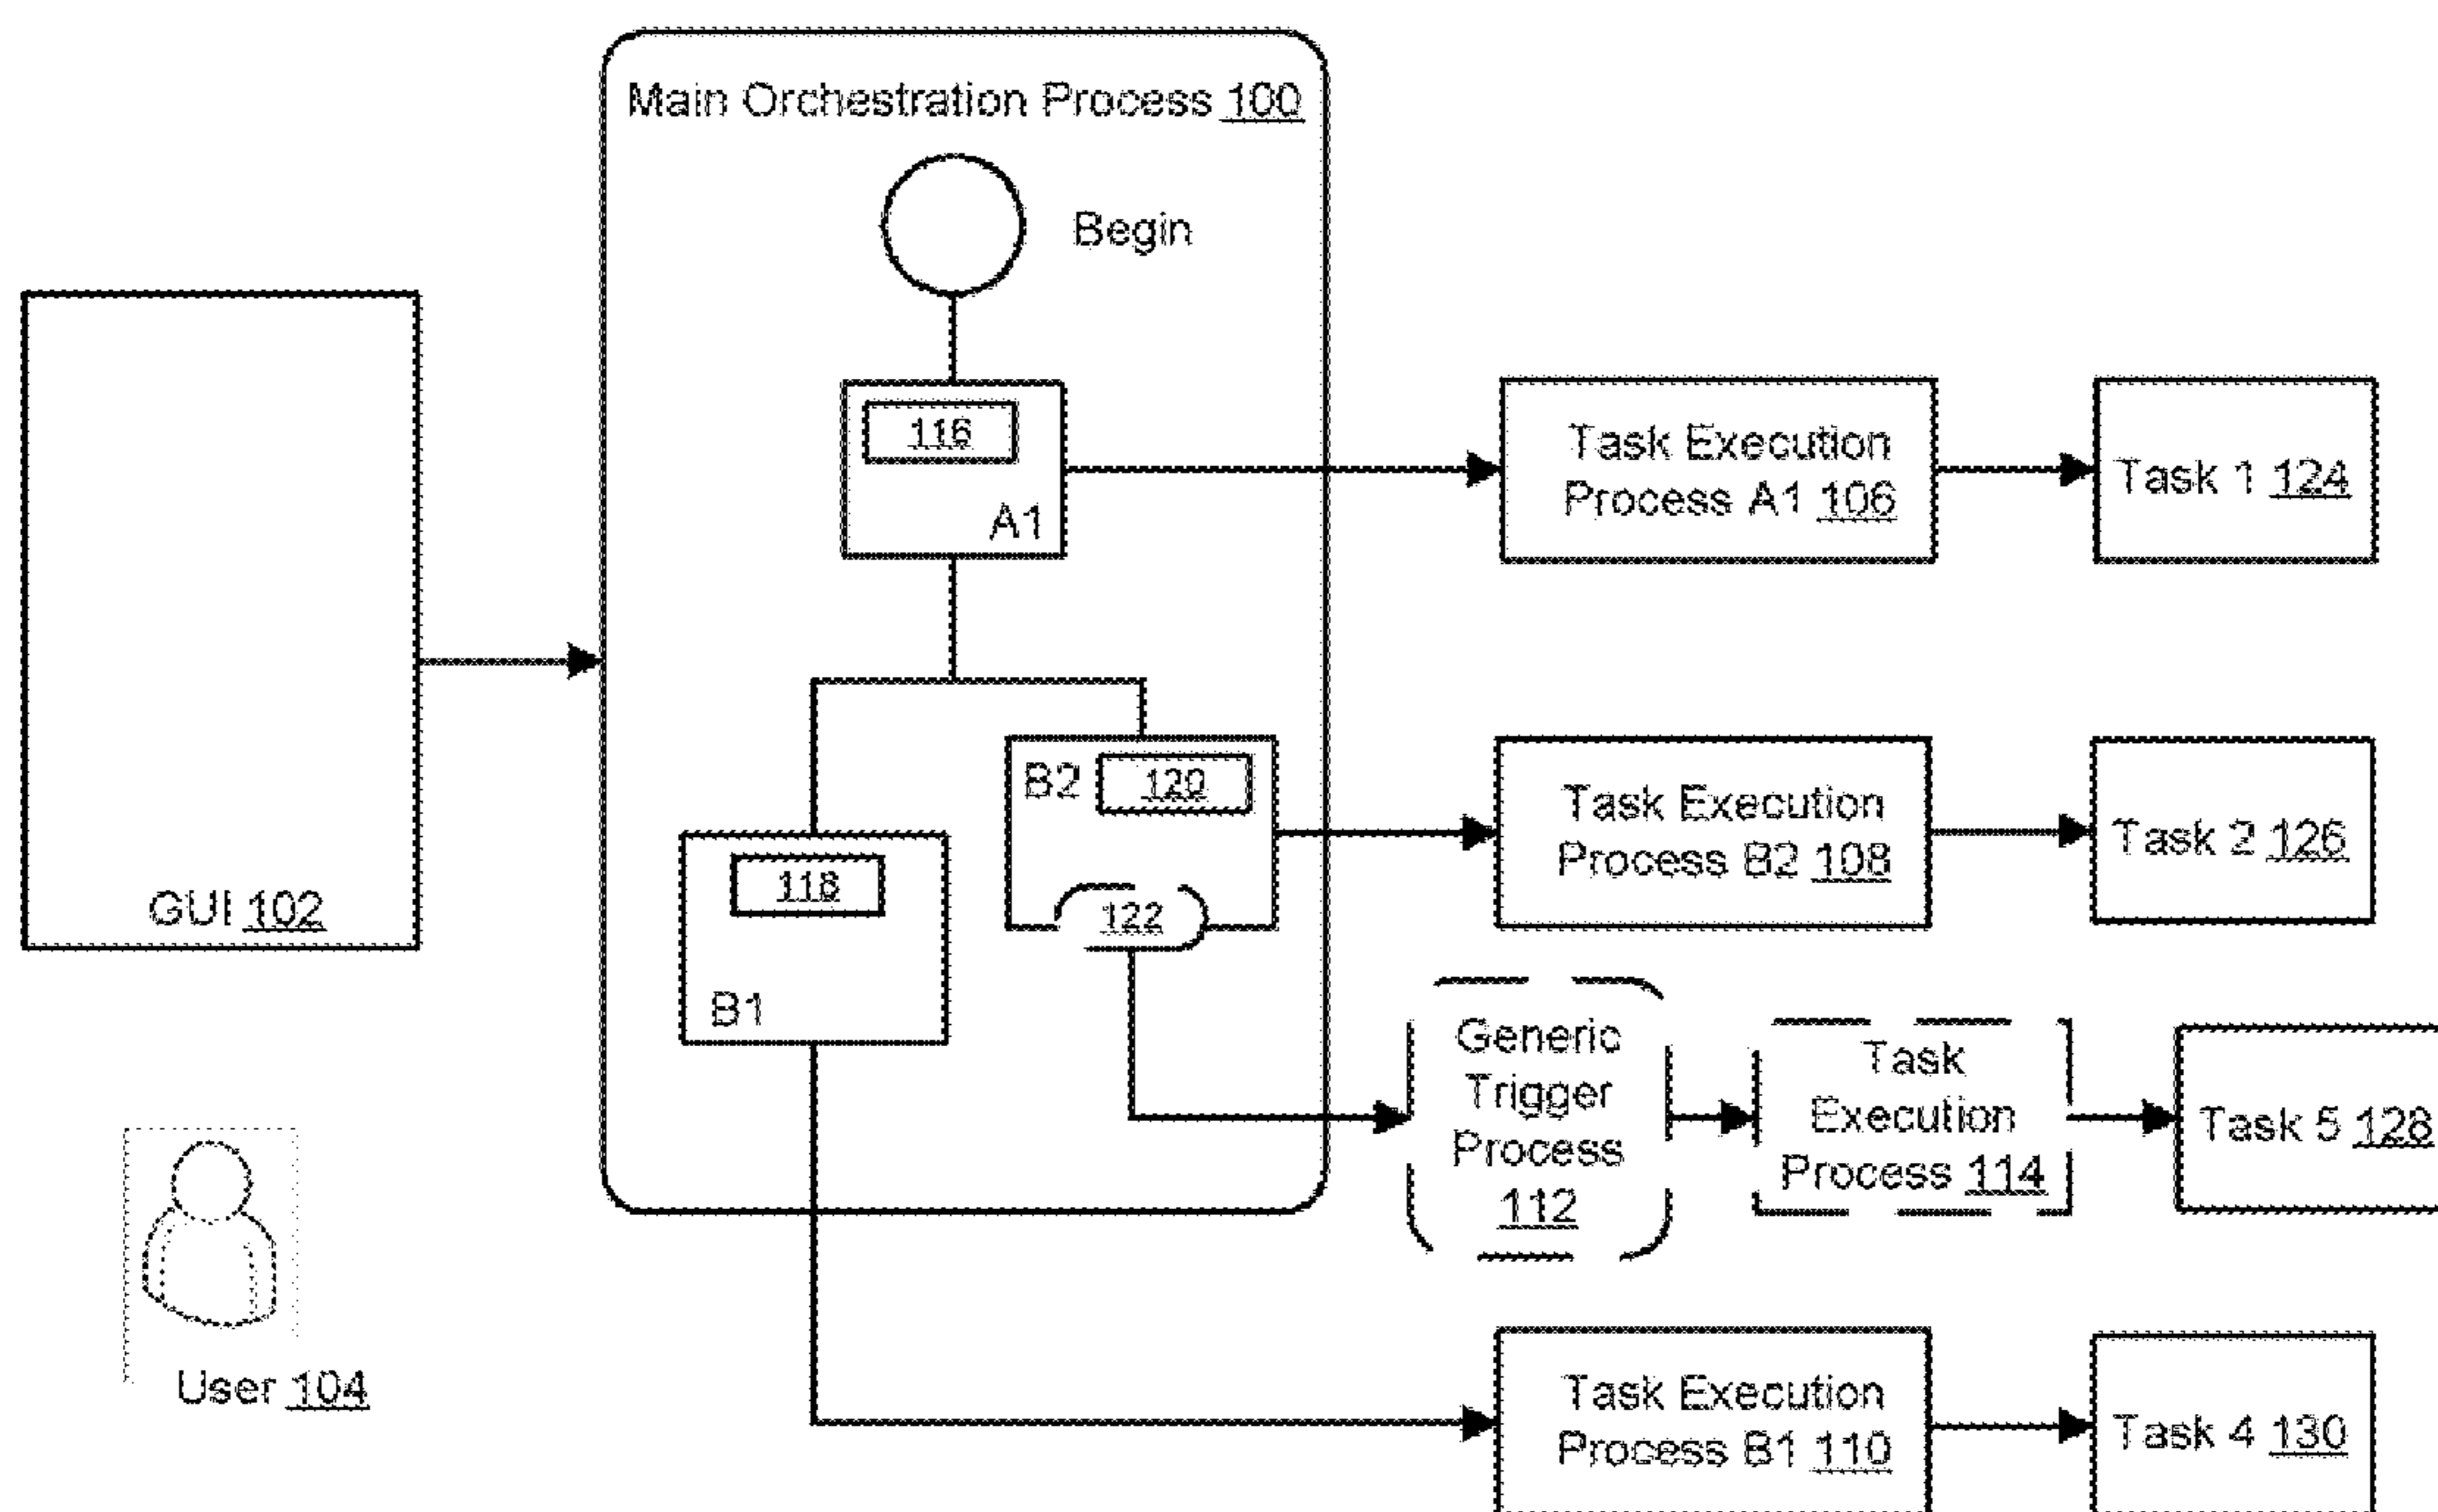 Main Orchestration Process 100
Begin
116
A1
Task Execution
Process A1 106
Task 1 124
B2
120
122
Task Execution
Process B2 108
Task 2 126
118
B1
GUI 102
Generic
Trigger
Process
112
Task
Execution
Process 114
Task 5 128
User 104
Task Execution
Process B1 110
Task 4 130